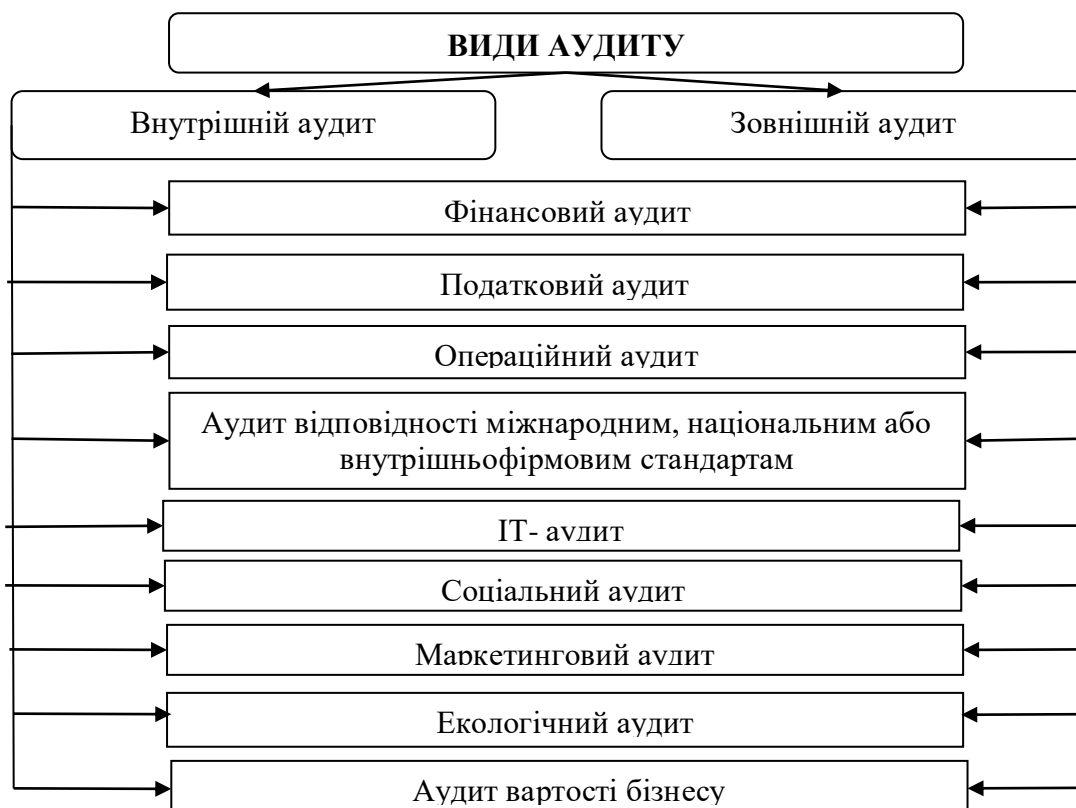 ВИДИ АУДИТУ
Внутрішній аудит
Зовнішній аудит
Фінансовий аудит
Податковий аудит
Операційний аудит
Аудит відповідності міжнародним, національним або
внутрішньофірмовим стандартам
ІТ- аудит
Соціальний аудит
Маркетинговий аудит
Екологічний аудит
Аудит вартості бізнесу